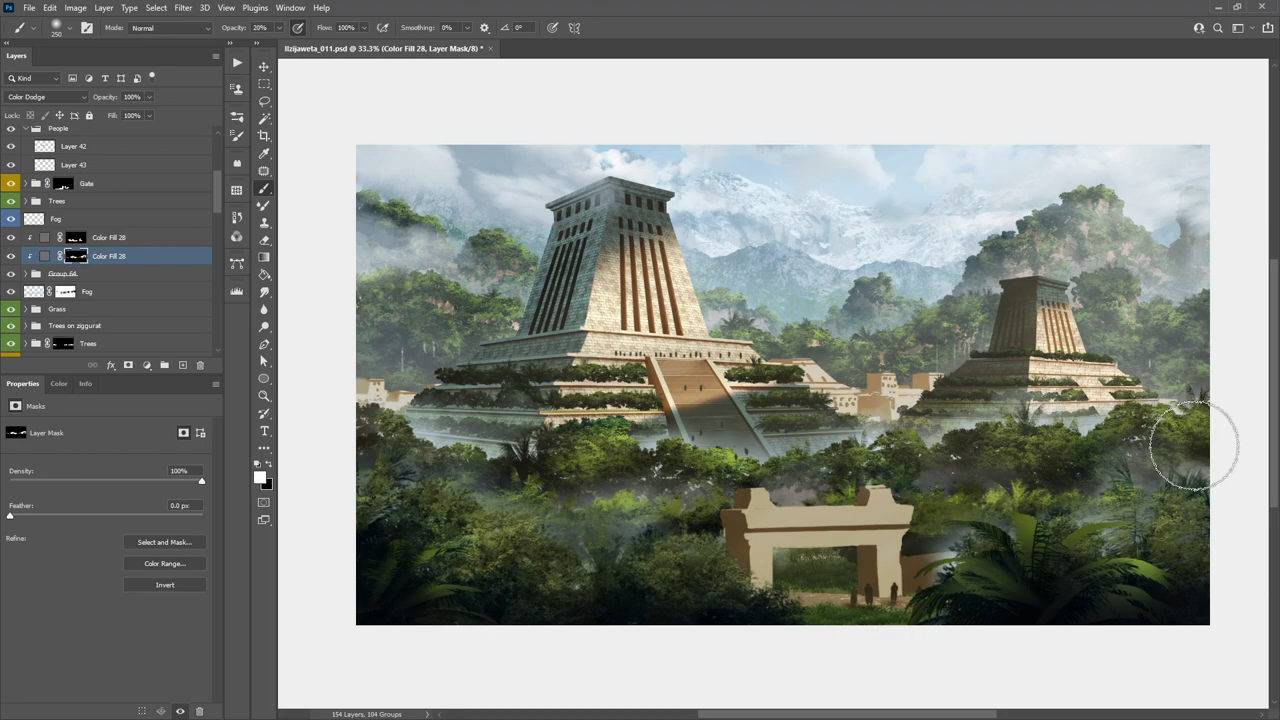 Ps File Edit Image Layer Type Select Filter 3D View Plugins Window Help
250 Mode: Normal Opacity: 20% Flow: 100% Smoothing: 0% 0°
Ilzijaweta_011.psd @ 33.3% (Color Fill 28, Layer Mask/8) *
Layers
Kind
Color Dodge Opacity: 100%
Lock: Fill: 100%
People
Layer 42
Layer 43
Gate
Trees
Fog
Color Fill 28
Color Fill 28
Group 64
Fog
Grass
Trees on ziggurat
Trees
fx
Properties Color Info
Masks
Layer Mask
Density: 100%
Feather: 0.0 px
Refine: Select and Mask...
Color Range...
Invert
154 Layers, 104 Groups